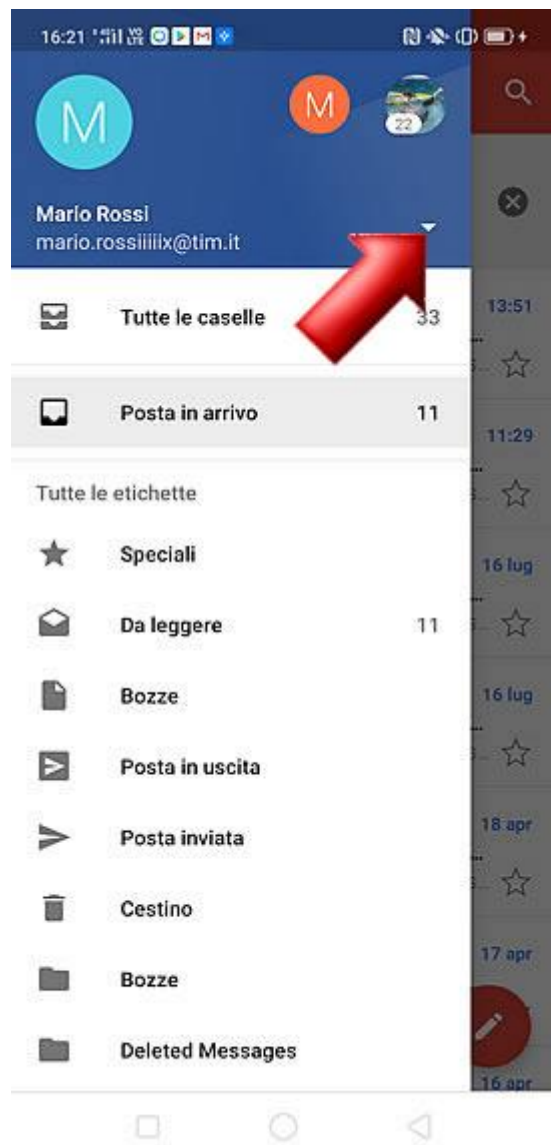 16:21
M
M
22
Mario Rossi
mario.rossiiiiix@tim.it
Tutte le caselle 33
13:51
Posta in arrivo 11
11:29
Tutte le etichette
Speciali
16 lug
Da leggere 11
Bozze
16 lug
Posta in uscita
Posta inviata
18 apr
Cestino
17 apr
Bozze
Deleted Messages
16 apr